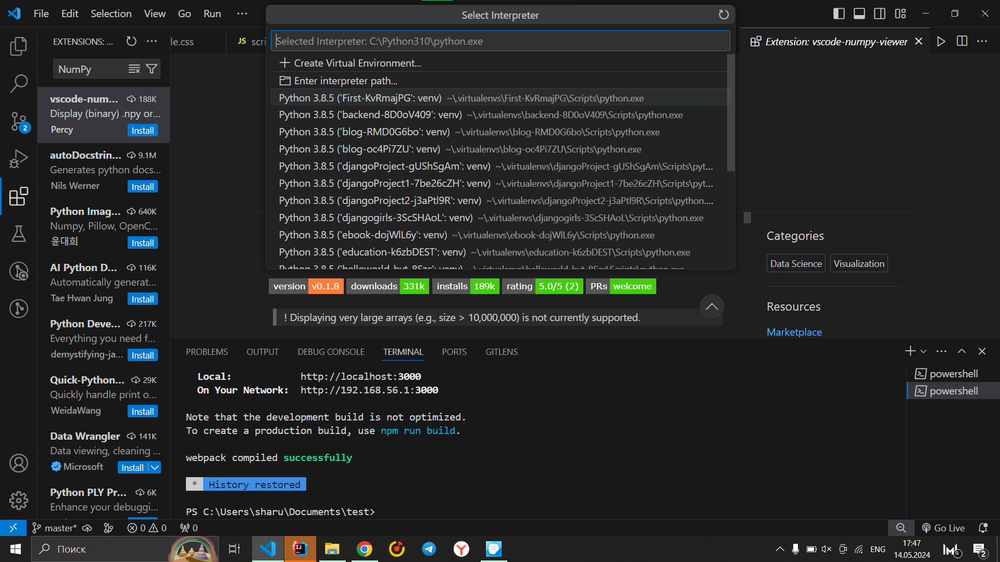 File Edit Selection View Go Run ···
Select Interpreter
Selected Interpreter: C:\Python310\python.exe
Create Virtual Environment...
Enter interpreter path...
Python 3.8.5 ('First-KvRmajPG': venv) ~\.virtualenvs\First-KvRmajPG\Scripts\python.exe
Python 3.8.5 ('backend-8D0oV409': venv) ~\.virtualenvs\backend-8D0oV409\Scripts\python.exe
Python 3.8.5 ('blog-RMD0G6bo': venv) ~\.virtualenvs\blog-RMD0G6bo\Scripts\python.exe
Python 3.8.5 ('blog-oc4Pi7ZU': venv) ~\.virtualenvs\blog-oc4Pi7ZU\Scripts\python.exe
Python 3.8.5 ('djangoProject-gUShSgAm': venv) ~\.virtualenvs\djangoProject-gUShSgAm\Scripts\pyt...
Python 3.8.5 ('djangoProject1-7be26cZH': venv) ~\.virtualenvs\djangoProject1-7be26cZH\Scripts\pyt...
Python 3.8.5 ('djangoProject2-j3aPtl9R': venv) ~\.virtualenvs\djangoProject2-j3aPtl9R\Scripts\python....
Python 3.8.5 ('djangogirls-3ScSHAoL': venv) ~\.virtualenvs\djangogirls-3ScSHAoL\Scripts\python.exe
Python 3.8.5 ('ebook-dojWlL6y': venv) ~\.virtualenvs\ebook-dojWlL6y\Scripts\python.exe
Python 3.8.5 ('education-k6zbDEST': venv) ~\.virtualenvs\education-k6zbDEST\Scripts\python.exe
EXTENSIONS: ...
le.css
JS scri
Extension: vscode-numpy-viewer
NumPy
vscode-num... 188K
Display (binary) .npy or...
Percy Install
autoDocstrin... 9.1M
Generates python docs...
Nils Werner Install
Python Imag... 640K
Numpy, Pillow, OpenC...
윤대희 Install
AI Python D... 116K
Automatically generat...
Tae Hwan Jung Install
Python Deve... 217K
Everything you need f...
demystifying-ja... Install
Quick-Python... 29K
Quickly handle print o...
WeidaWang Install
Data Wrangler 141K
Data viewing, cleaning ...
Microsoft Install
Python PLY Pr... 6K
Enhance your debuggi...
2
version v0.1.8 downloads 331k installs 189k rating 5.0/5 (2) PRs welcome
! Displaying very large arrays (e.g., size > 10,000,000) is not currently supported.
Categories
Data Science Visualization
Resources
Marketplace
PROBLEMS OUTPUT DEBUG CONSOLE TERMINAL PORTS GITLENS
Local: http://localhost:3000
On Your Network: http://192.168.56.1:3000
Note that the development build is not optimized.
To create a production build, use npm run build.
webpack compiled successfully
* History restored
PS C:\Users\sharu\Documents\test>
powershell
powershell
master* 0 0 0 Go Live
Поиск
ENG
17:47
14.05.2024
3
2